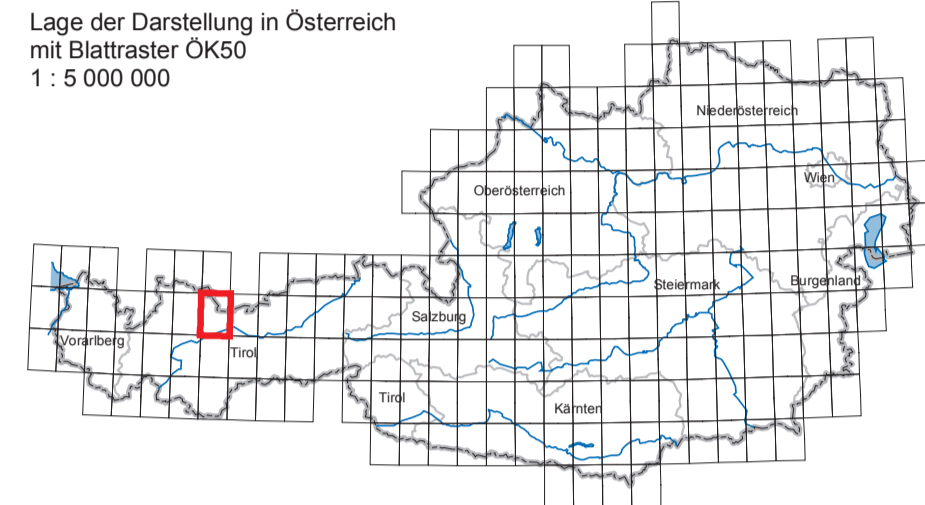 Lage der Darstellung in Österreich
mit Blattraster ÖK50
1 : 5 000 000
Niederösterreich
Wien
Oberösterreich
Steiermark
Burgenland
Salzburg
Vorarlberg
Tirol
Tirol
Kärnten